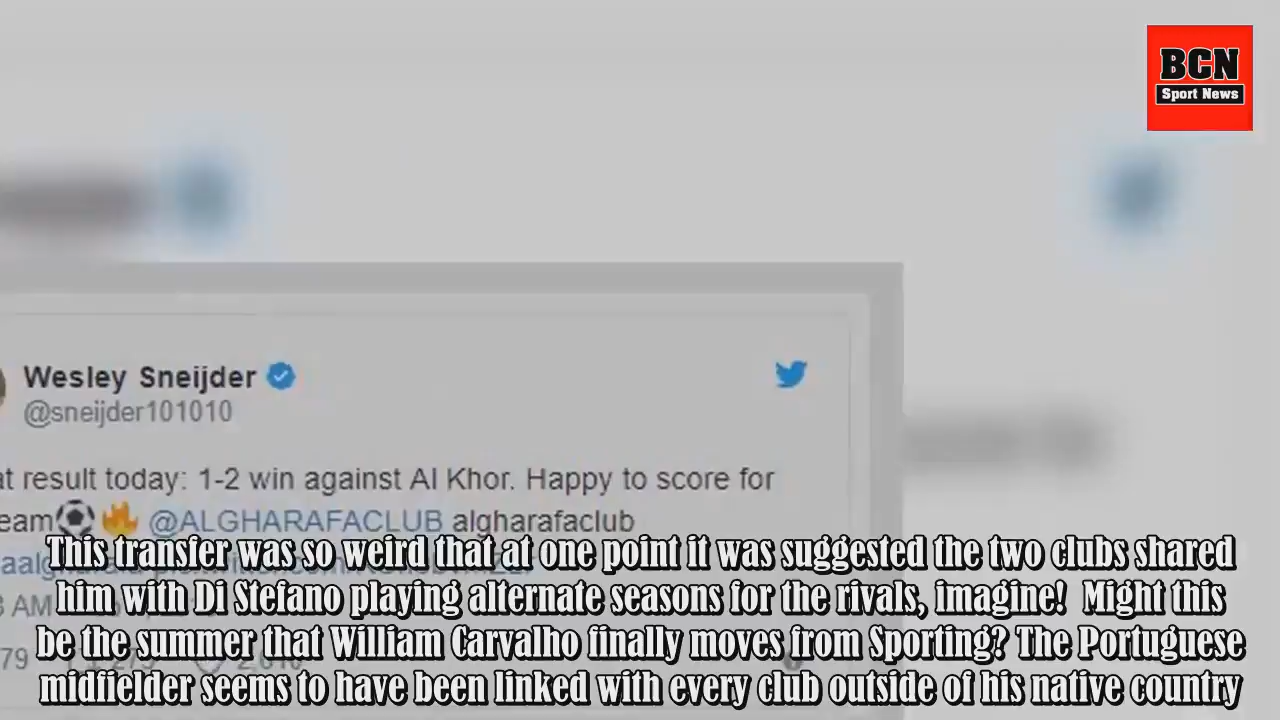 BCN
Sport News
Wesley Sneijder
@sneijder101010
result today: 1-2 win against Al Khor. Happy to score for
@ALGHARAFACLUB algharafaclub
This transfer was so weird that at one point it was suggested the two clubs shared
him with Di Stefano playing alternate seasons for the rivals, imagine! Might this
be the summer that William Carvalho finally moves from Sporting? The Portuguese
midfielder seems to have been linked with every club outside of his native country